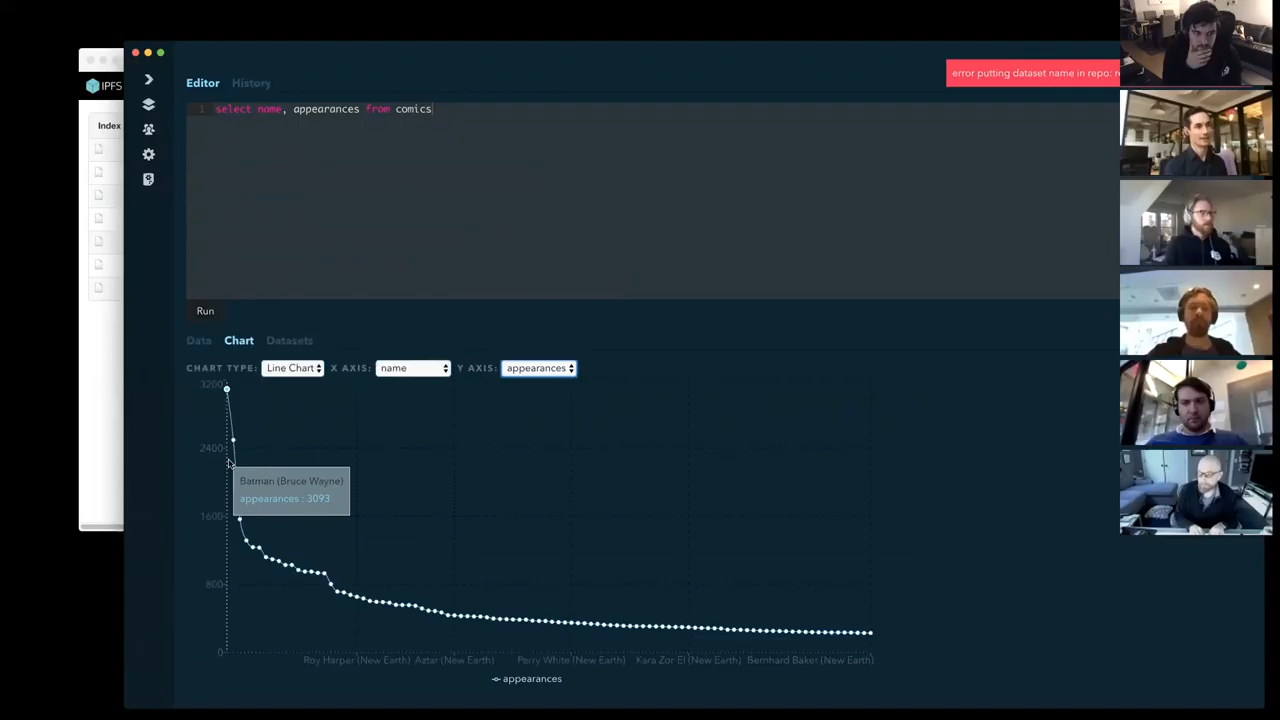 IPFS
Index
Editor
History
error putting dataset name in repo: re
1
select name, appearances from comics
Run
Data
Chart
Datasets
CHART TYPE:
Line Chart
X AXIS:
name
Y AXIS:
appearances
3200
2400
1600
800
0
Batman (Bruce Wayne)
appearances : 3093
Roy Harper (New Earth)
Aztar (New Earth)
Perry White (New Earth)
Kara Zor-El (New Earth)
Bernhard Baker (New Earth)
appearances